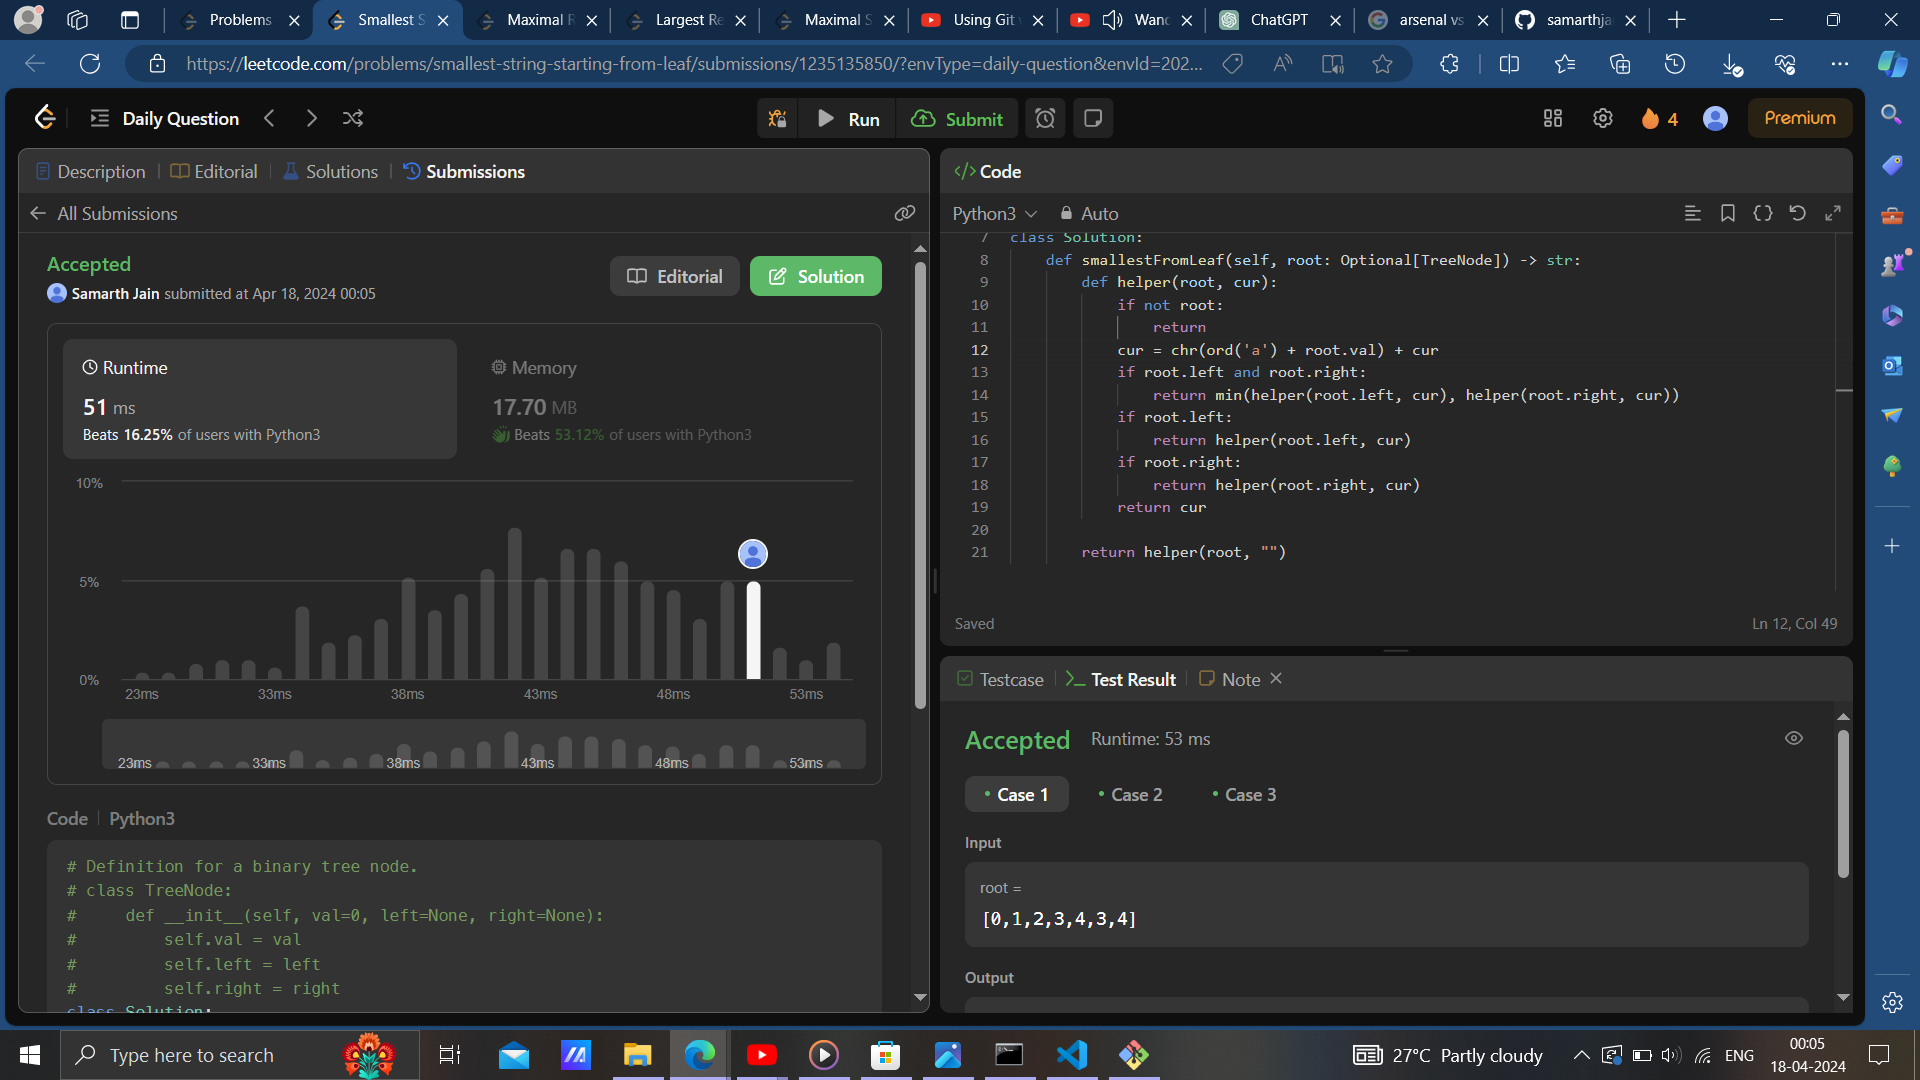 Problems
Smallest S
Maximal R
Largest Re
Maximal S
Using Git
Wand
ChatGPT
arsenal vs
samarthja
https://leetcode.com/problems/smallest-string-starting-from-leaf/submissions/1235135850/?envType=daily-question&envId=202...
Daily Question
Run
Submit
4
Premium
Description
Editorial
Solutions
Submissions
All Submissions
Accepted
Samarth Jain submitted at Apr 18, 2024 00:05
Editorial
Solution
Runtime
51 ms
Beats 16.25% of users with Python3
Memory
17.70 MB
Beats 53.12% of users with Python3
10%
5%
0%
23ms 33ms 38ms 43ms 48ms 53ms
23ms 33ms 38ms 43ms 48ms 53ms
Code
Python3
# Definition for a binary tree node.
# class TreeNode:
#     def __init__(self, val=0, left=None, right=None):
#         self.val = val
#         self.left = left
#         self.right = right
class Solution:
</> Code
Python3
Auto
7 class Solution:
8     def smallestFromLeaf(self, root: Optional[TreeNode]) -> str:
9         def helper(root, cur):
10             if not root:
11                 return
12             cur = chr(ord('a') + root.val) + cur
13             if root.left and root.right:
14                 return min(helper(root.left, cur), helper(root.right, cur))
15             if root.left:
16                 return helper(root.left, cur)
17             if root.right:
18                 return helper(root.right, cur)
19             return cur
20
21         return helper(root, "")
Saved
Ln 12, Col 49
Testcase
Test Result
Note
Accepted
Runtime: 53 ms
Case 1
Case 2
Case 3
Input
root =
[0,1,2,3,4,3,4]
Output
Type here to search
27°C Partly cloudy
ENG
00:05
18-04-2024